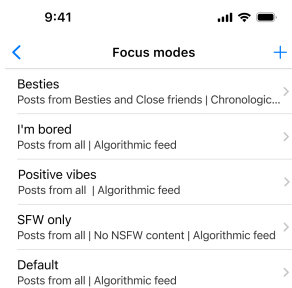 9:41
Focus modes
Besties
Posts from Besties and Close friends | Chronologic...
I'm bored
Posts from all | Algorithmic feed
Positive vibes
Posts from all  | Algorithmic feed
SFW only
Posts from all | No NSFW content | Algorithmic feed
Default
Posts from all | Algorithmic feed